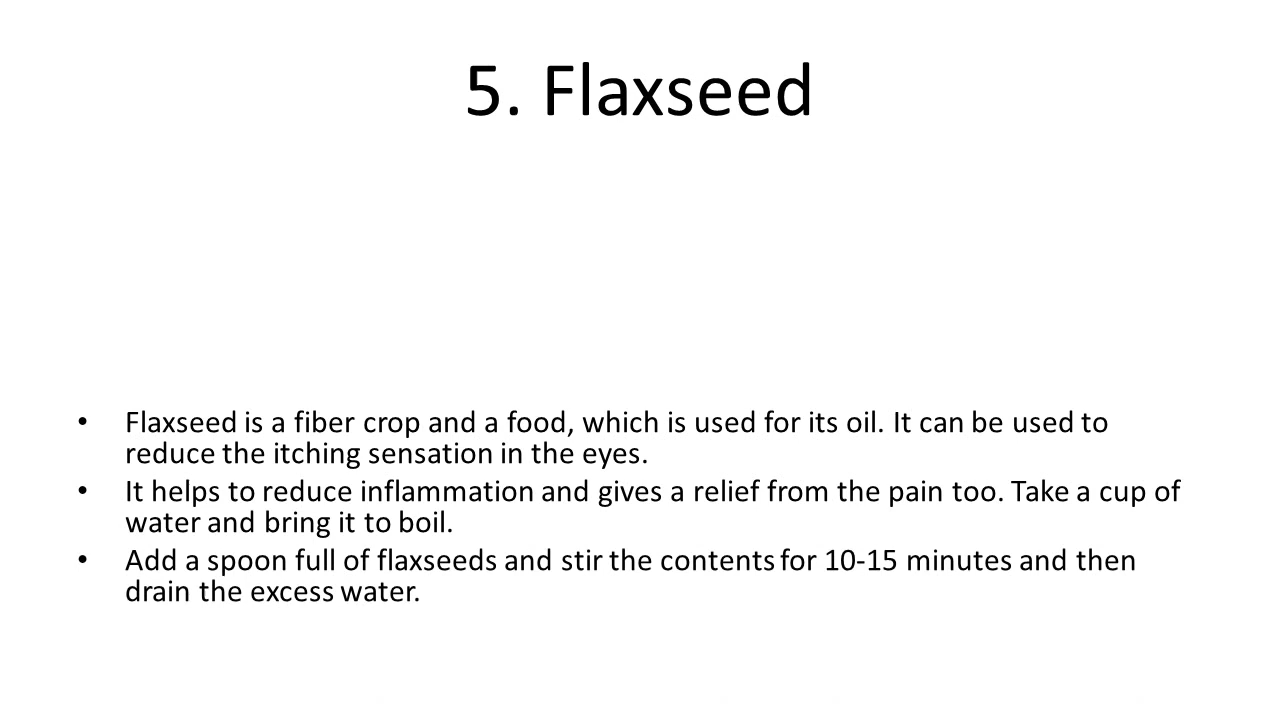 5. Flaxseed
• Flaxseed is a fiber crop and a food, which is used for its oil. It can be used to
reduce the itching sensation in the eyes.
• It helps to reduce inflammation and gives a relief from the pain too. Take a cup of
water and bring it to boil.
• Add a spoon full of flaxseeds and stir the contents for 10-15 minutes and then
drain the excess water.